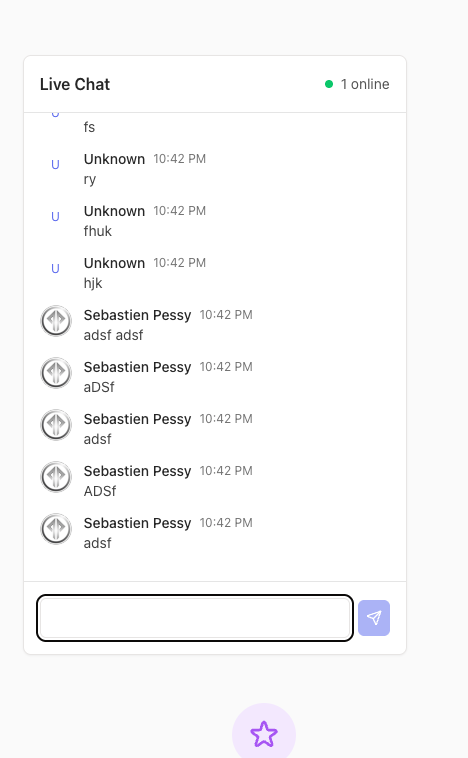 Live Chat
1 online
U
fs
U
Unknown 10:42 PM
ry
U
Unknown 10:42 PM
fhuk
U
Unknown 10:42 PM
hjk
Sebastien Pessy 10:42 PM
adsf adsf
Sebastien Pessy 10:42 PM
aDSf
Sebastien Pessy 10:42 PM
adsf
Sebastien Pessy 10:42 PM
ADSf
Sebastien Pessy 10:42 PM
adsf